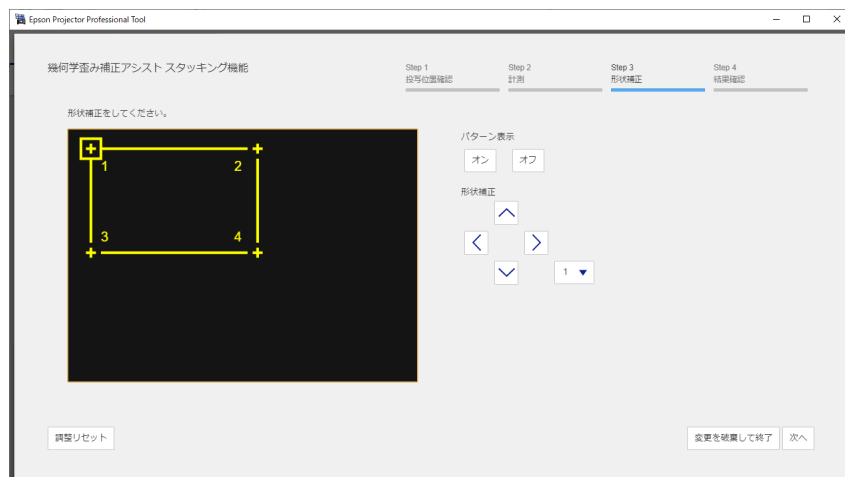 Epson Projector Professional Tool
幾何学歪み補正アシスト スタッキング機能
Step 1
投写位置確認
Step 2
計測
Step 3
形状補正
Step 4
結果確認
形状補正をしてください。
1
2
3
4
パターン表示
オン
オフ
形状補正
1
調整リセット
変更を破棄して終了
次へ